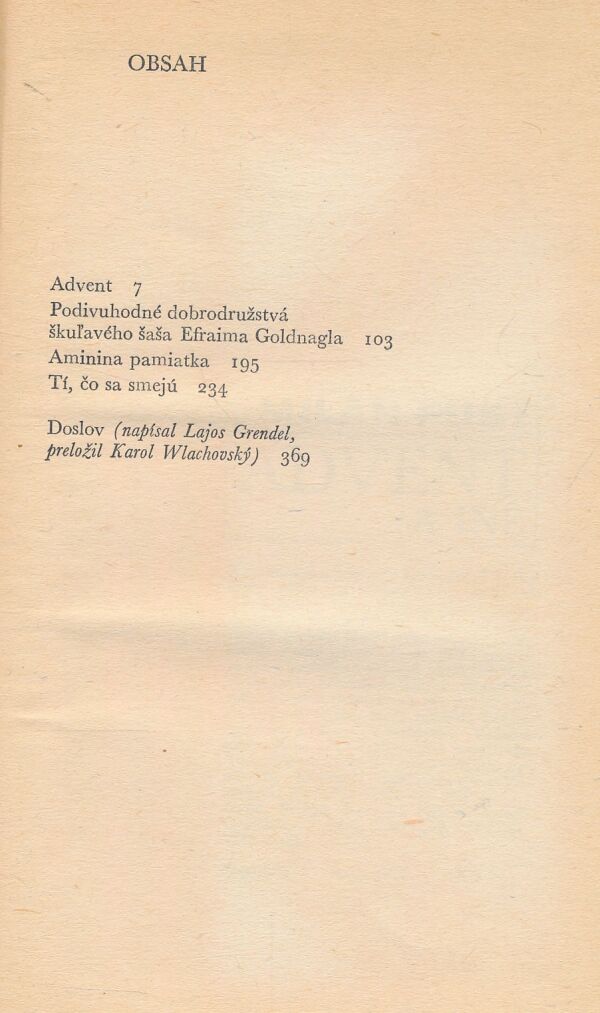 OBSAH
Advent 7
Podivuhodné dobrodružstvá
škuľavého šaša Efraima Goldnagla 103
Aminina pamiatka 195
Tí, čo sa smejú 234
Doslov (napísal Lajos Grendel,
preložil Karol Wlachovský) 369